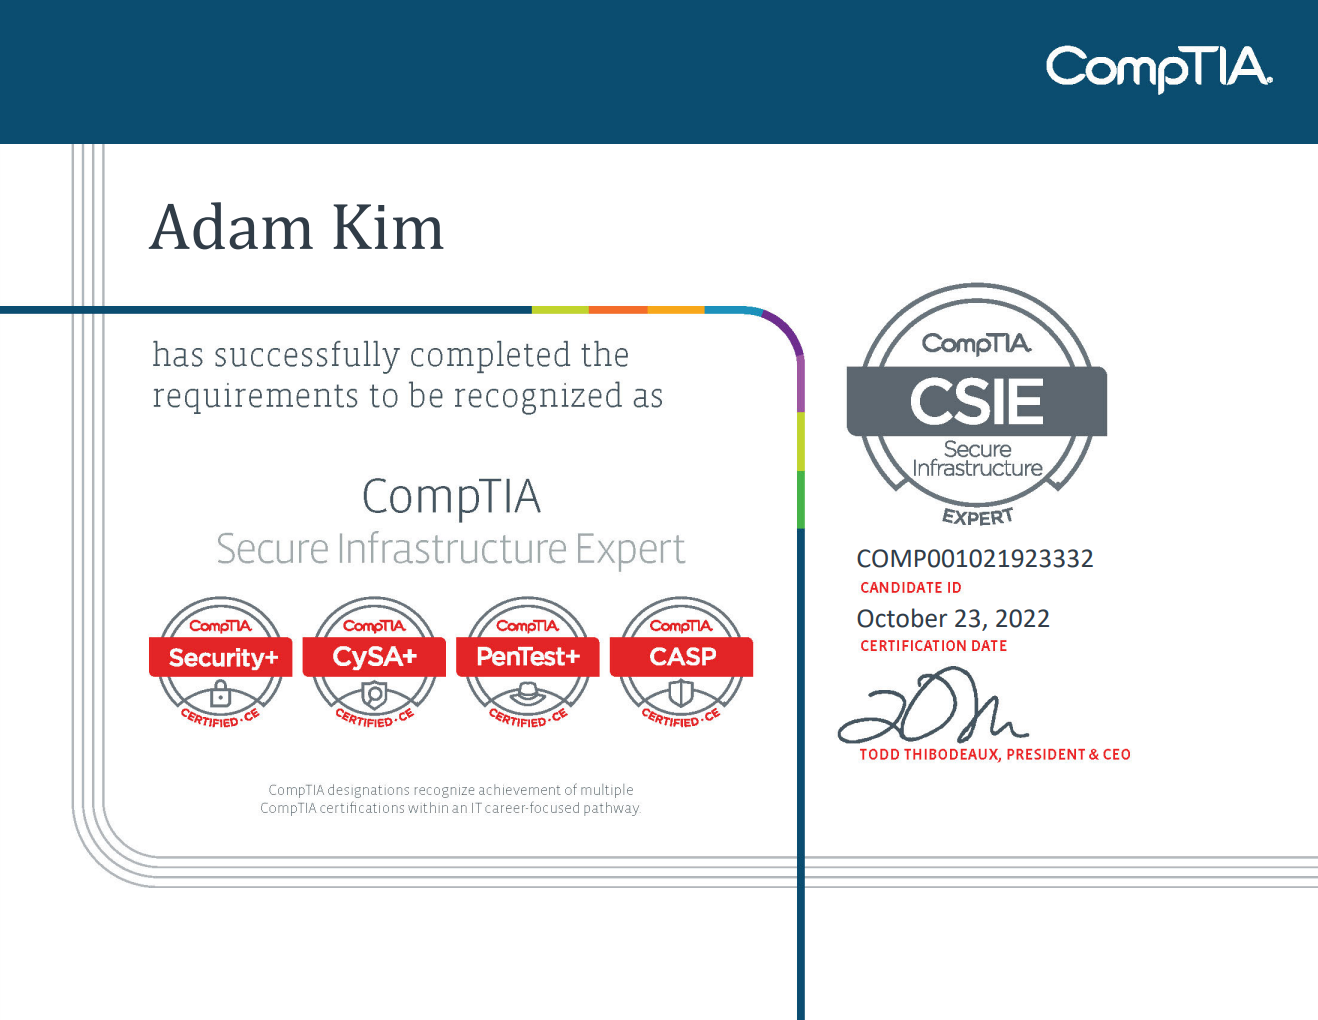 CompTIA.
Adam Kim
has successfully completed the
requirements to be recognized as
CompTIA
Secure Infrastructure Expert
CompTIA.
Security+
CERTIFIED·CE
CompTIA.
CySA+
CERTIFIED·CE
CompTIA.
PenTest+
CERTIFIED·CE
CompTIA.
CASP
CERTIFIED·CE
CompTIA designations recognize achievement of multiple
CompTIA certifications within an IT career-focused pathway.
CompTIA.
CSIE
Secure
Infrastructure
EXPERT
COMP001021923332
CANDIDATE ID
October 23, 2022
CERTIFICATION DATE
TODD THIBODEAUX, PRESIDENT & CEO